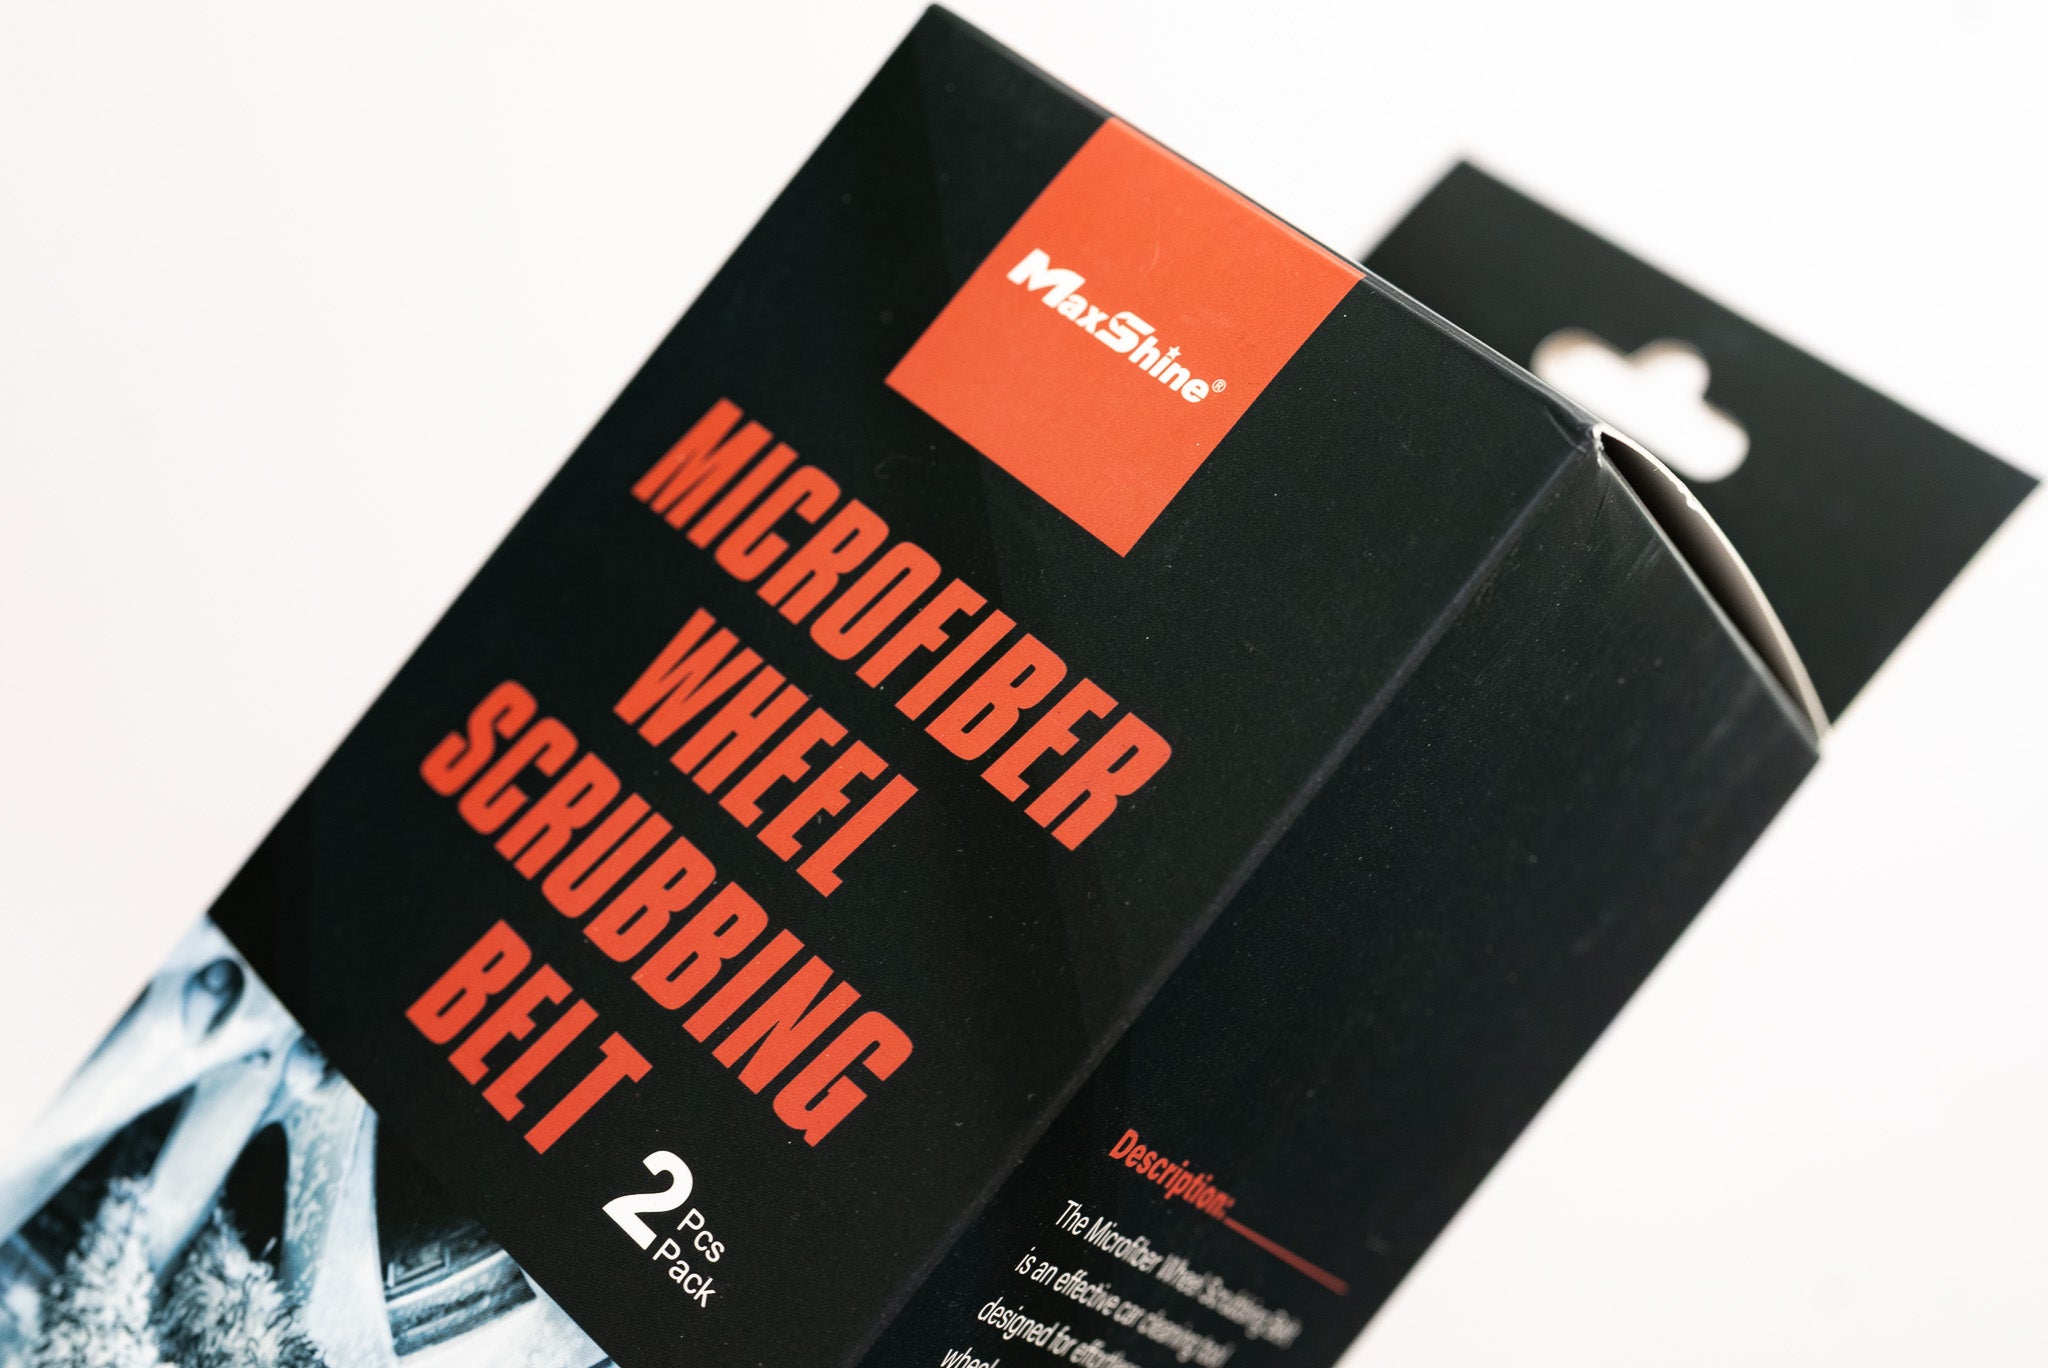 MaxShine®
MICROFIBER
WHEEL
SCRUBBING
BELT
2 Pcs
Pack
Description:
The Microfiber Wheel Scrubbing Belt
is an effective car cleaning tool
designed for